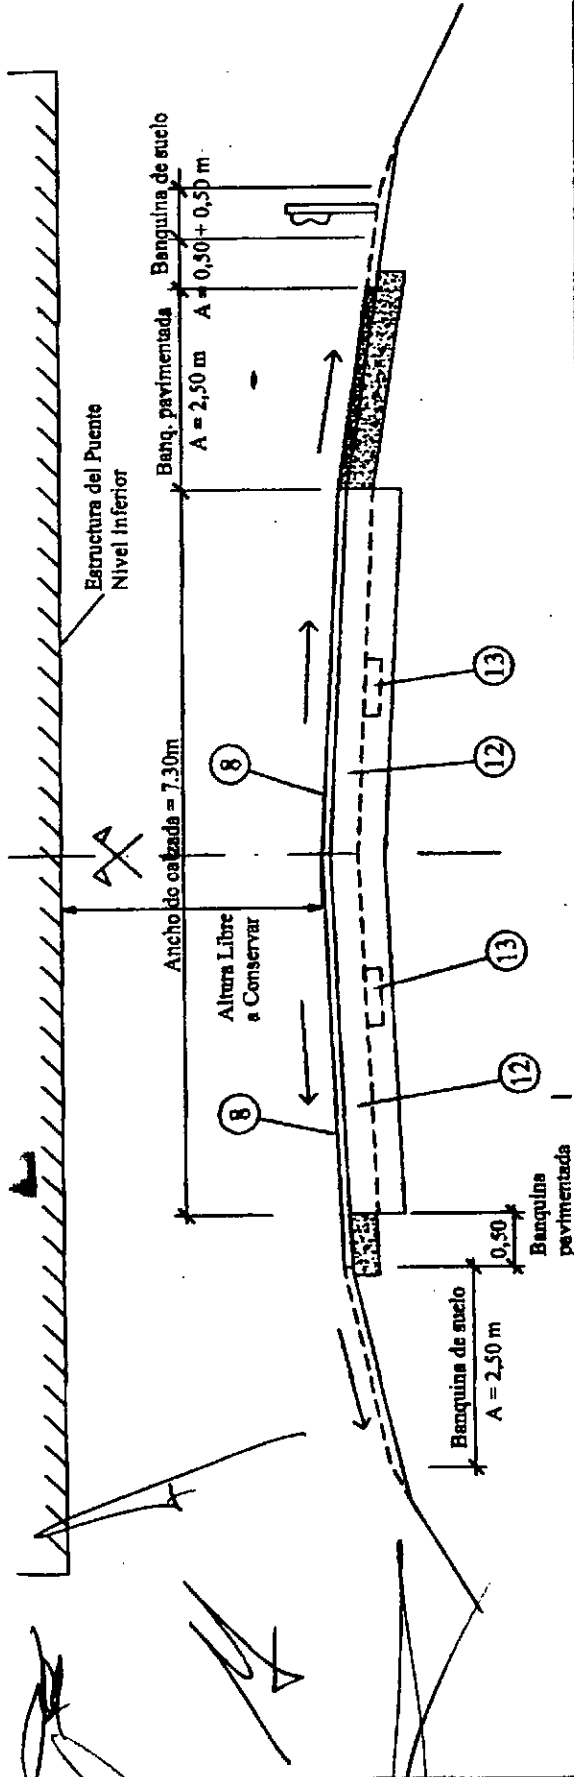 Estructura del Puente
Nivel Inferior
Banquina de suelo
A = 0,50 + 0,50 m
Banq. pavimentada
A = 2,50 m
Ancho de calzada = 7.30m
Altura Libre
a Conservar
8
8
12
13
12
13
0,50
Banquina
pavimentada
Banquina de suelo
A = 2,50 m